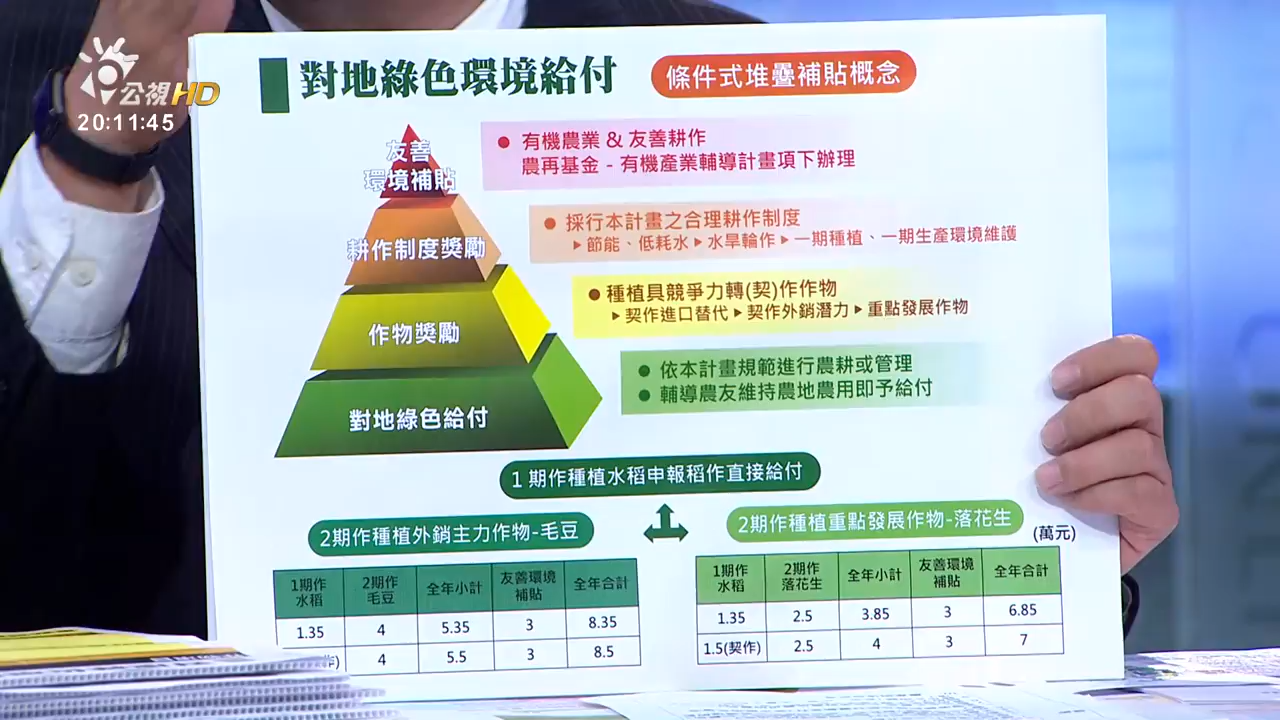 公視HD
20:11:45
對地綠色環境給付
條件式堆疊補貼概念
友善
環境補貼
● 有機農業 & 友善耕作
農再基金 - 有機產業輔導計畫項下辦理
耕作制度獎勵
● 採行本計畫之合理耕作制度
▸節能、低耗水▸水旱輪作▸一期種植、一期生產環境維護
作物獎勵
● 種植具競爭力轉(契)作作物
▸契作進口替代▸契作外銷潛力▸重點發展作物
對地綠色給付
● 依本計畫規範進行農耕或管理
● 輔導農友維持農地農用即予給付
1 期作種植水稻申報稻作直接給付
2期作種植外銷主力作物-毛豆
1期作水稻 2期作毛豆 全年小計 友善環境補貼 全年合計
1.35 4 5.35 3 8.35
作) 4 5.5 3 8.5
2期作種植重點發展作物-落花生
(萬元)
1期作水稻 2期作落花生 全年小計 友善環境補貼 全年合計
1.35 2.5 3.85 3 6.85
1.5(契作) 2.5 4 3 7